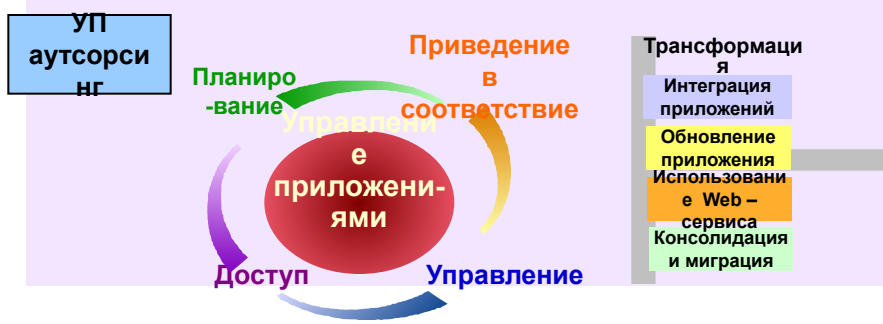 УП
аутсорси
нг
Планиро
-вание
Приведение
в
соответствие
Управлени
е
приложени-
ями
Доступ
Управление
Трансформаци
я
Интеграция
приложений
Обновление
приложения
Использовани
е Web –
сервиса
Консолидация
и миграция